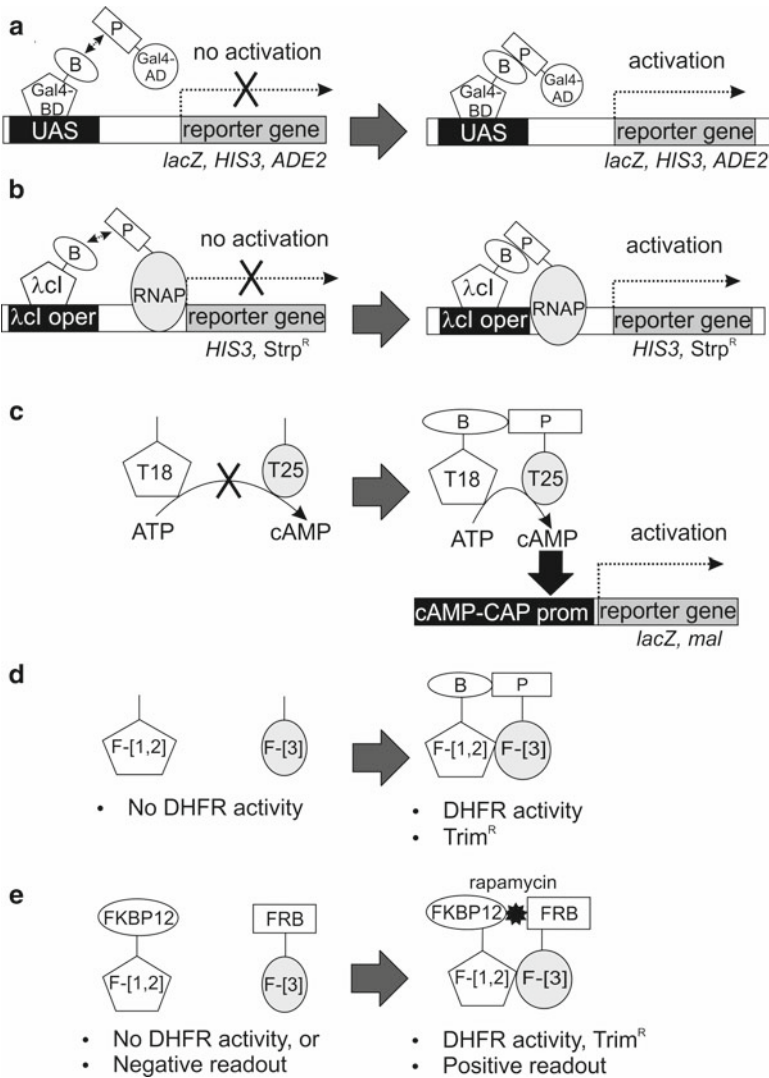 a
B
P
Gal4-
BD
Gal4-
AD
no activation
UAS
reporter gene
lacZ, HIS3, ADE2
B
P
Gal4-
BD
Gal4-
AD
activation
UAS
reporter gene
lacZ, HIS3, ADE2
b
B
P
λcI
RNAP
no activation
λcI oper
reporter gene
HIS3, Strpᴿ
B
P
λcI
RNAP
activation
λcI oper
reporter gene
HIS3, Strpᴿ
c
T18
T25
ATP
cAMP
B
P
T18
T25
ATP
cAMP
activation
cAMP-CAP prom
reporter gene
lacZ, mal
d
F-[1,2]
F-[3]
• No DHFR activity
B
P
F-[1,2]
F-[3]
• DHFR activity
• Trimᴿ
e
FKBP12
FRB
F-[1,2]
F-[3]
• No DHFR activity, or
• Negative readout
rapamycin
FKBP12
FRB
F-[1,2]
F-[3]
• DHFR activity, Trimᴿ
• Positive readout